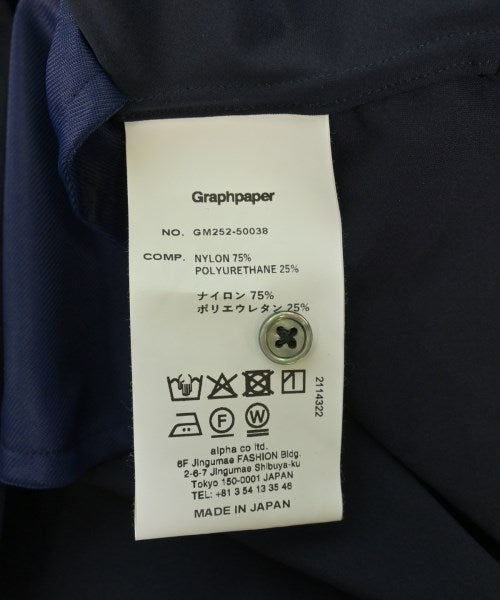 Graphpaper
NO. GM252-50038
COMP. NYLON 75%
POLYURETHANE 25%
ナイロン 75%
ポリエウレタン 25%
2114322
F W
alpha co ltd.
6F Jingumae FASHION Bldg.
2-6-7 Jingumae Shibuya-ku
Tokyo 150-0001 JAPAN
TEL: +81 3 54 13 35 46
MADE IN JAPAN